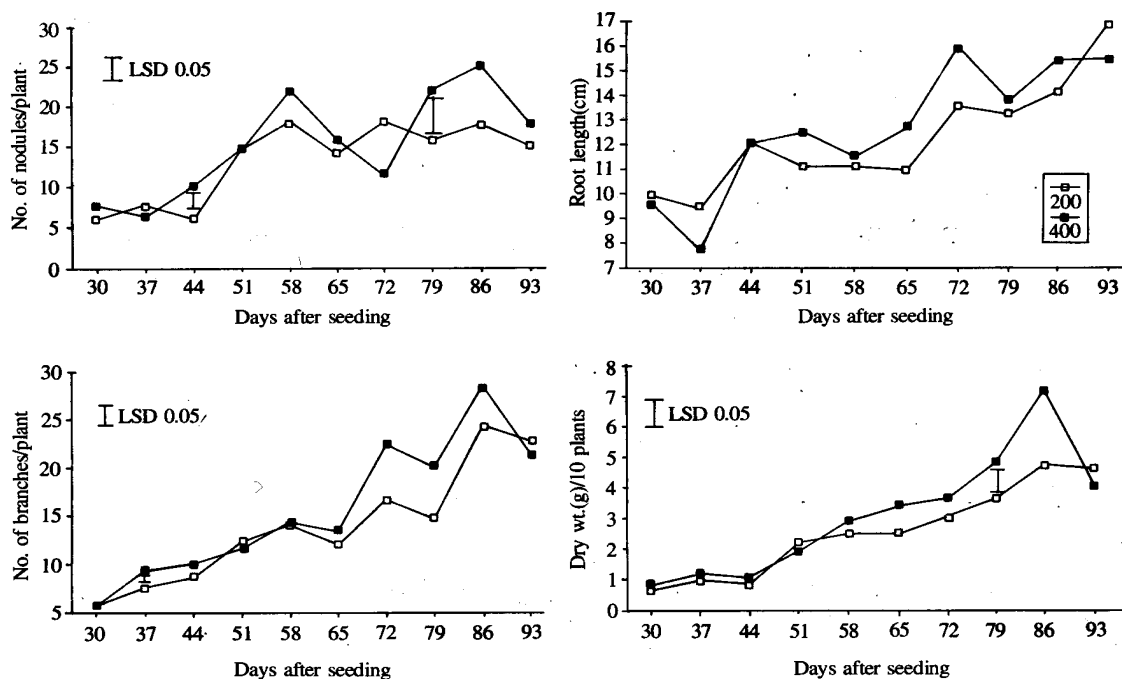 30
25
20
15
10
5
0
No. of nodules/plant
LSD 0.05
30 37 44 51 58 65 72 79 86 93
Days after seeding
17
16
15
14
13
12
11
10
9
8
7
Root length(cm)
200
400
30 37 44 51 58 65 72 79 86 93
Days after seeding
30
25
20
15
10
5
No. of branches/plant
LSD 0.05
30 37 44 51 58 65 72 79 86 93
Days after seeding
8
7
6
5
4
3
2
1
0
Dry wt.(g)/10 plants
LSD 0.05
30 37 44 51 58 65 72 79 86 93
Days after seeding